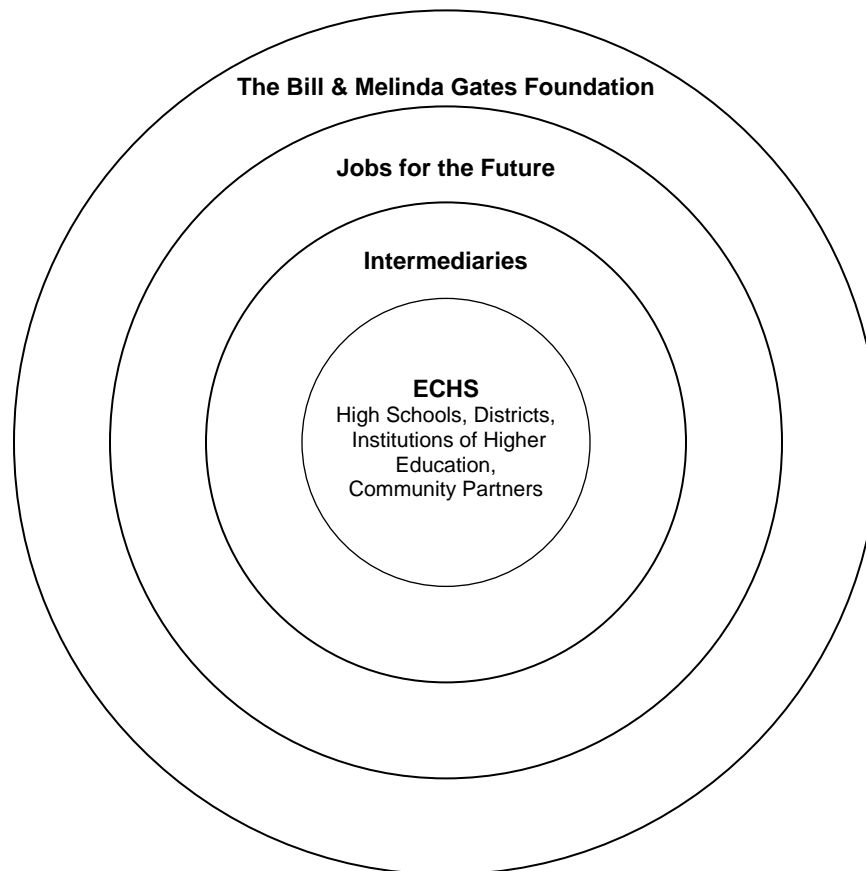 The Bill & Melinda Gates Foundation
Jobs for the Future
Intermediaries
ECHS
High Schools, Districts,
Institutions of Higher
Education,
Community Partners